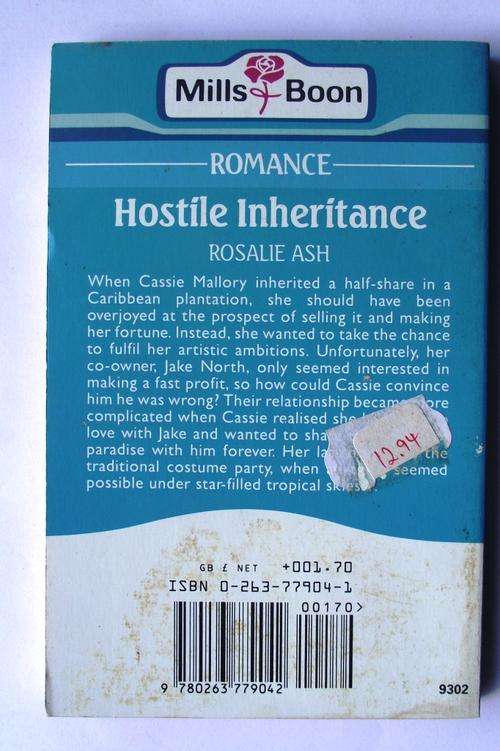 Mills & Boon
ROMANCE
Hostile Inheritance
ROSALIE ASH
When Cassie Mallory inherited a half-share in a
Caribbean plantation, she should have been
overjoyed at the prospect of selling it and making
her fortune. Instead, she wanted to take the chance
to fulfil her artistic ambitions. Unfortunately, her
co-owner, Jake North, only seemed interested in
making a fast profit, so how could Cassie convince
him he was wrong? Their relationship became
complicated when Cassie realised she
love with Jake and wanted to
paradise with him forever. Her the
traditional costume party, when seemed
possible under star-filled tropical skies
12.94
GB £ NET +001.70
ISBN 0-263-77904-1
00170>
9 780263 779042
9302